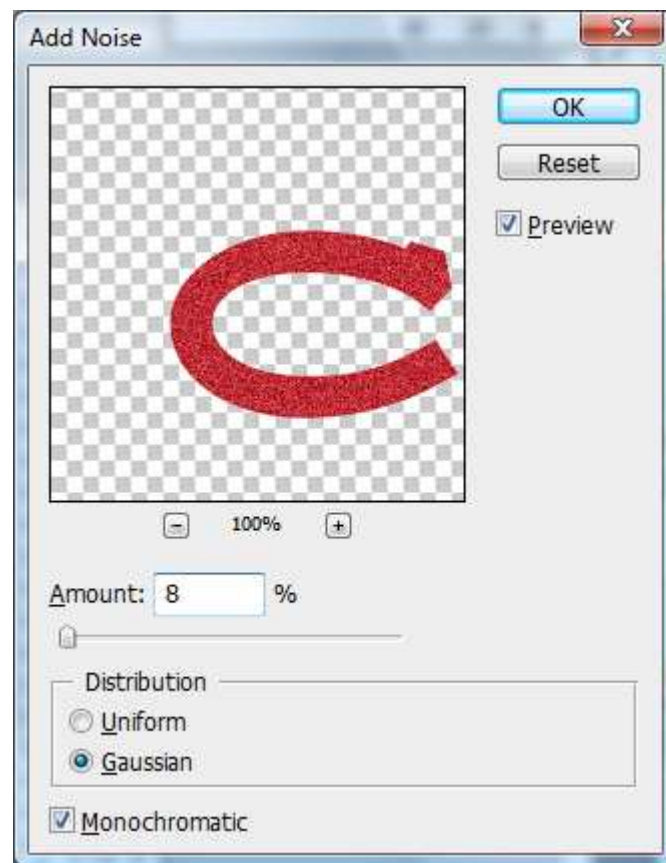 Add Noise
OK
Reset
Preview
100%
Amount: 8 %
Distribution
Uniform
Gaussian
Monochromatic